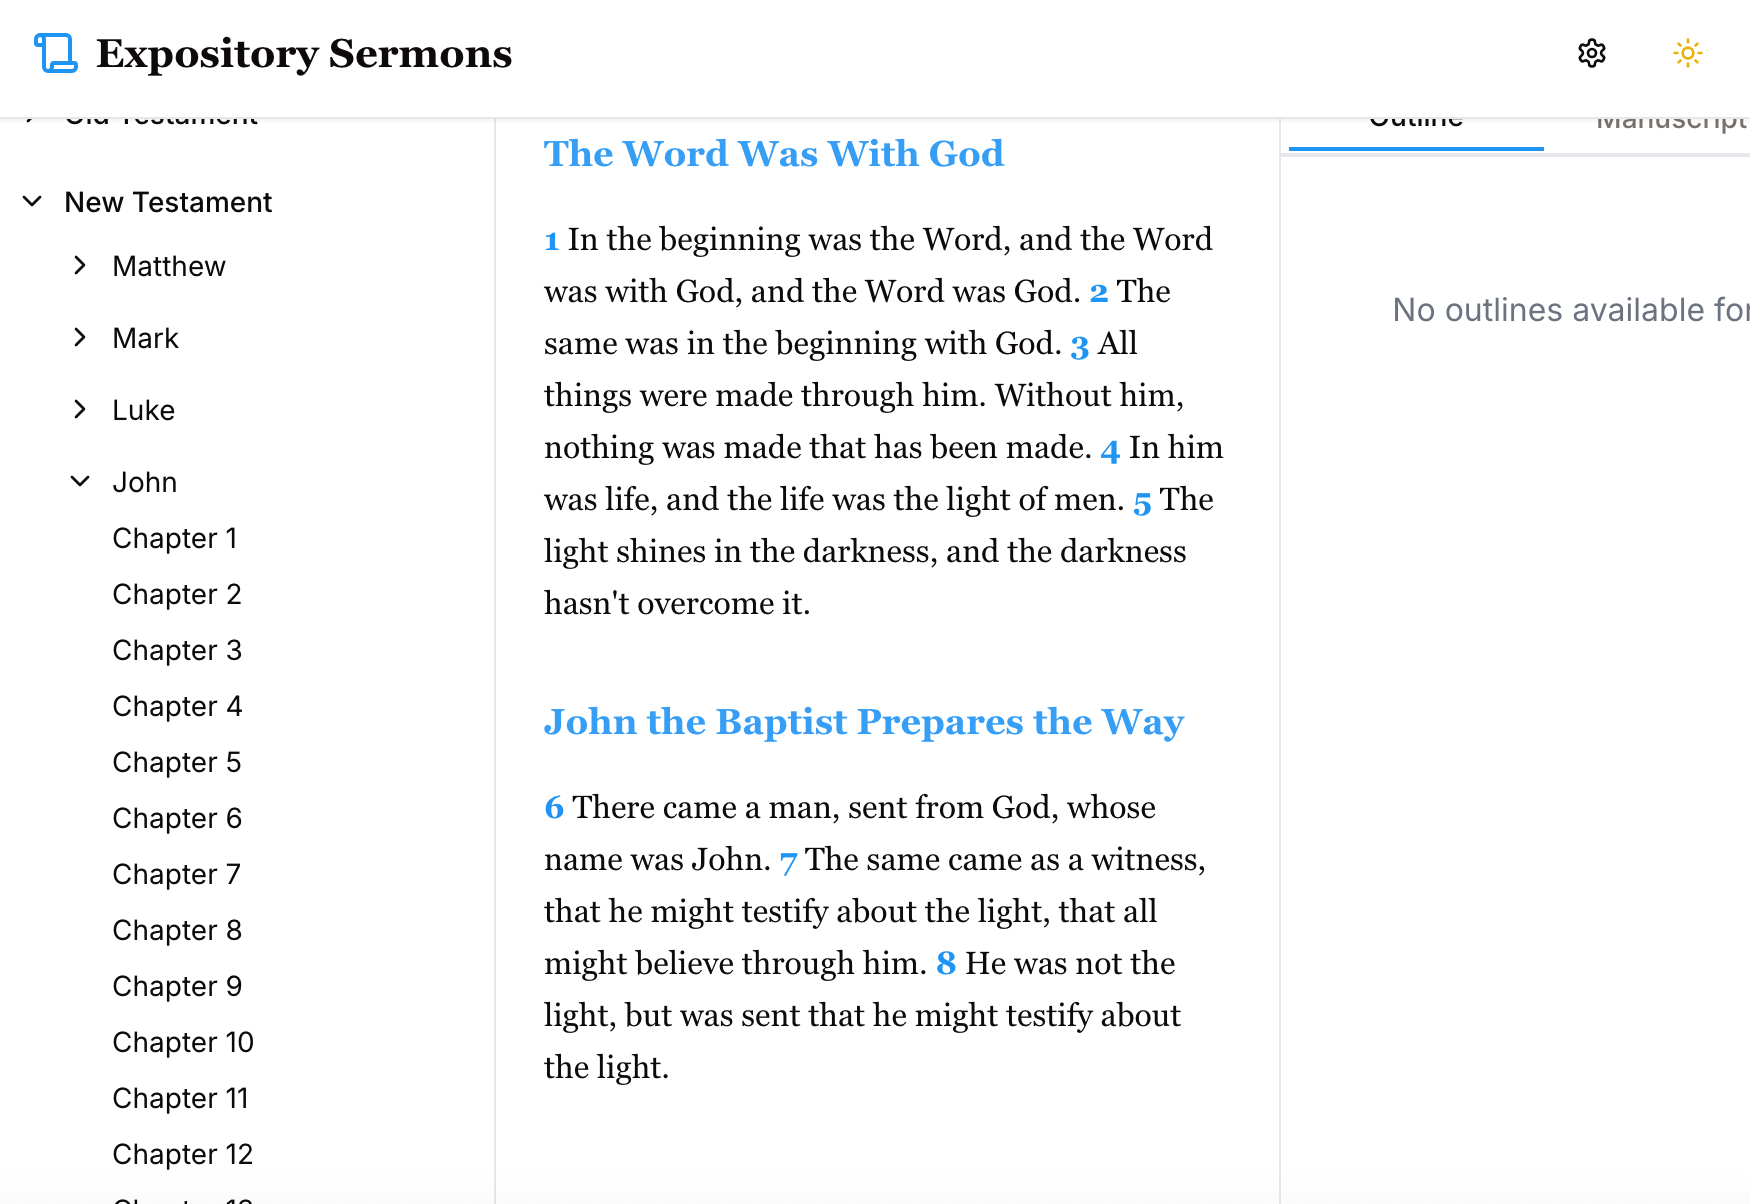 Expository Sermons
Old Testament
New Testament
Matthew
Mark
Luke
John
Chapter 1
Chapter 2
Chapter 3
Chapter 4
Chapter 5
Chapter 6
Chapter 7
Chapter 8
Chapter 9
Chapter 10
Chapter 11
Chapter 12
The Word Was With God
1 In the beginning was the Word, and the Word
was with God, and the Word was God. 2 The
same was in the beginning with God. 3 All
things were made through him. Without him,
nothing was made that has been made. 4 In him
was life, and the life was the light of men. 5 The
light shines in the darkness, and the darkness
hasn't overcome it.
John the Baptist Prepares the Way
6 There came a man, sent from God, whose
name was John. 7 The same came as a witness,
that he might testify about the light, that all
might believe through him. 8 He was not the
light, but was sent that he might testify about
the light.
Outline
Manuscript
No outlines available for